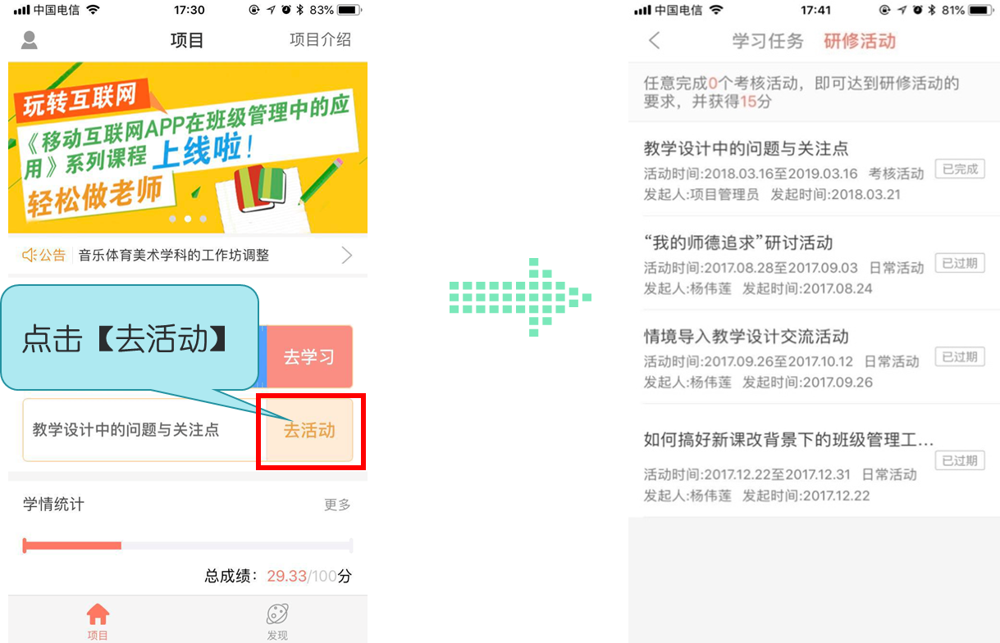 中国电信
17:30
83%
项目
项目介绍
玩转互联网
《移动互联网APP在班级管理中的应
用》系列课程 上线啦！
轻松做老师
公告
音乐体育美术学科的工作坊调整
点击【去活动】
去学习
教学设计中的问题与关注点
去活动
学情统计
更多
总成绩：29.33/100分
项目
发现
中国电信
17:41
81%
学习任务
研修活动
任意完成0个考核活动，即可达到研修活动的
要求，并获得15分
教学设计中的问题与关注点
活动时间:2018.03.16至2019.03.16 考核活动
已完成
发起人:项目管理员 发起时间:2018.03.21
“我的师德追求”研讨活动
活动时间:2017.08.28至2017.09.03 日常活动
已过期
发起人:杨伟莲 发起时间:2017.08.24
情境导入教学设计交流活动
活动时间:2017.09.26至2017.10.12 日常活动
已过期
发起人:杨伟莲 发起时间:2017.09.26
如何搞好新课改背景下的班级管理工...
已过期
活动时间:2017.12.22至2017.12.31 日常活动
发起人:杨伟莲 发起时间:2017.12.22